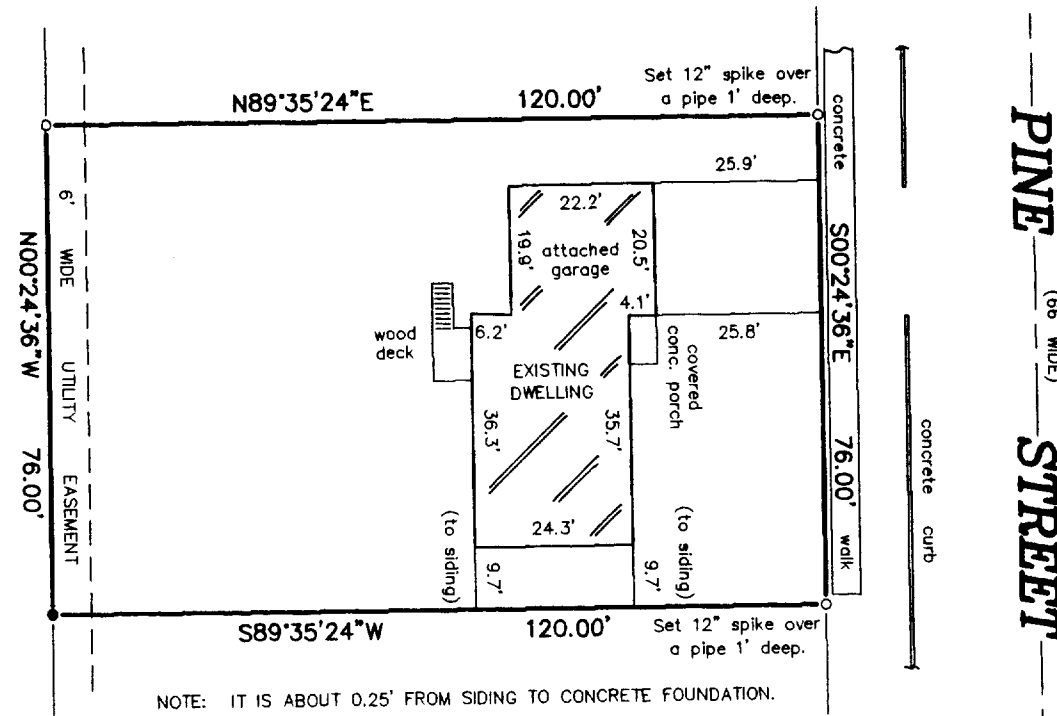 Set 12" spike over
a pipe 1' deep.
N89°35'24"E 120.00'
concrete
25.9'
PINE
(66' WIDE)
STREET
22.2'
19.9'
attached
garage
20.5'
S00°24'36"E 76.00'
6' WIDE UTILITY EASEMENT
N00°24'36"W 76.00'
4.1'
25.8'
6.2'
wood
deck
covered
conc. porch
EXISTING
DWELLING
36.3'
35.7'
concrete curb
24.3'
(to siding)
9.7'
9.7'
(to siding)
walk
S89°35'24"W 120.00'
Set 12" spike over
a pipe 1' deep.
NOTE: IT IS ABOUT 0.25' FROM SIDING TO CONCRETE FOUNDATION.